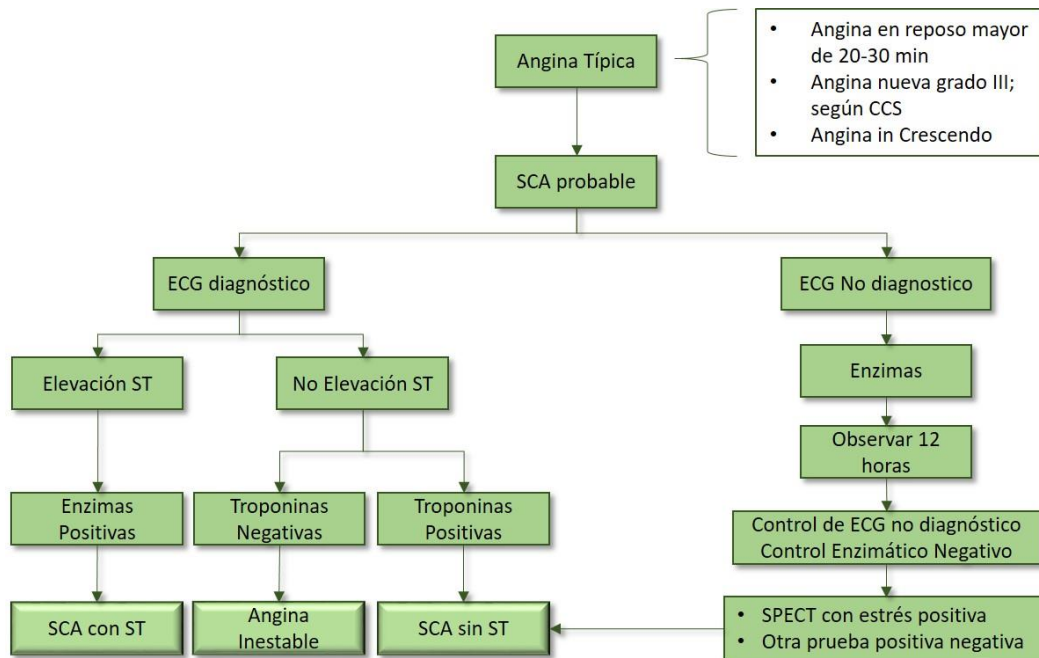 Angina Típica
• Angina en reposo mayor
de 20-30 min
• Angina nueva grado III;
según CCS
• Angina in Crescendo
SCA probable
ECG diagnóstico
ECG No diagnostico
Elevación ST
No Elevación ST
Enzimas
Observar 12
horas
Enzimas
Positivas
Troponinas
Negativas
Troponinas
Positivas
Control de ECG no diagnóstico
Control Enzimático Negativo
SCA con ST
Angina
Inestable
SCA sin ST
• SPECT con estrés positiva
• Otra prueba positiva negativa